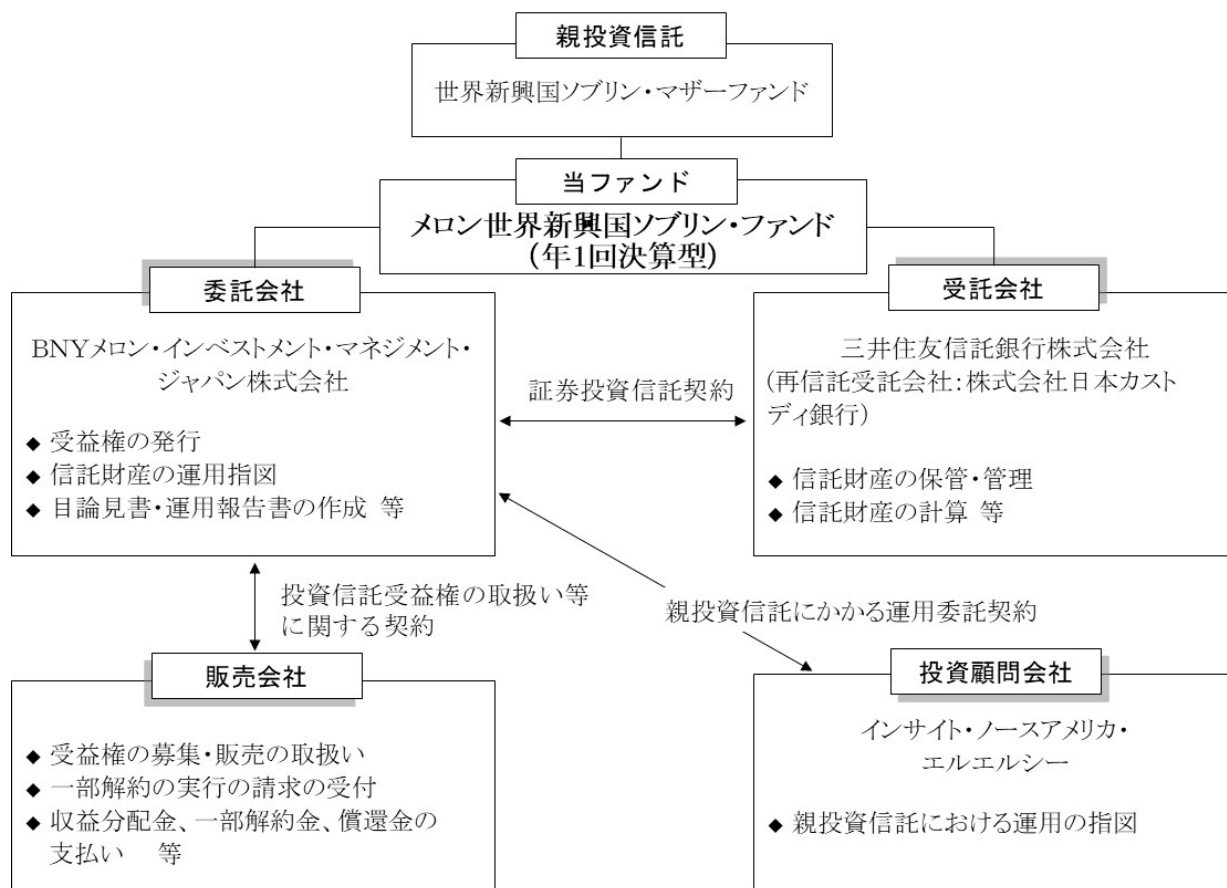 親投資信託
世界新興国ソブリン・マザーファンド
当ファンド
メロン世界新興国ソブリン・ファンド
(年1回決算型)
委託会社
BNYメロン・インベストメント・マネジメント・
ジャパン株式会社
◆ 受益権の発行
◆ 信託財産の運用指図
◆ 目論見書・運用報告書の作成 等
証券投資信託契約
受託会社
三井住友信託銀行株式会社
(再信託受託会社:株式会社日本カスト
ディ銀行)
◆ 信託財産の保管・管理
◆ 信託財産の計算 等
投資信託受益権の取扱い等
に関する契約
親投資信託にかかる運用委託契約
販売会社
◆ 受益権の募集・販売の取扱い
◆ 一部解約の実行の請求の受付
◆ 収益分配金、一部解約金、償還金の
支払い 等
投資顧問会社
インサイト・ノースアメリカ・
エルエルシー
◆ 親投資信託における運用の指図